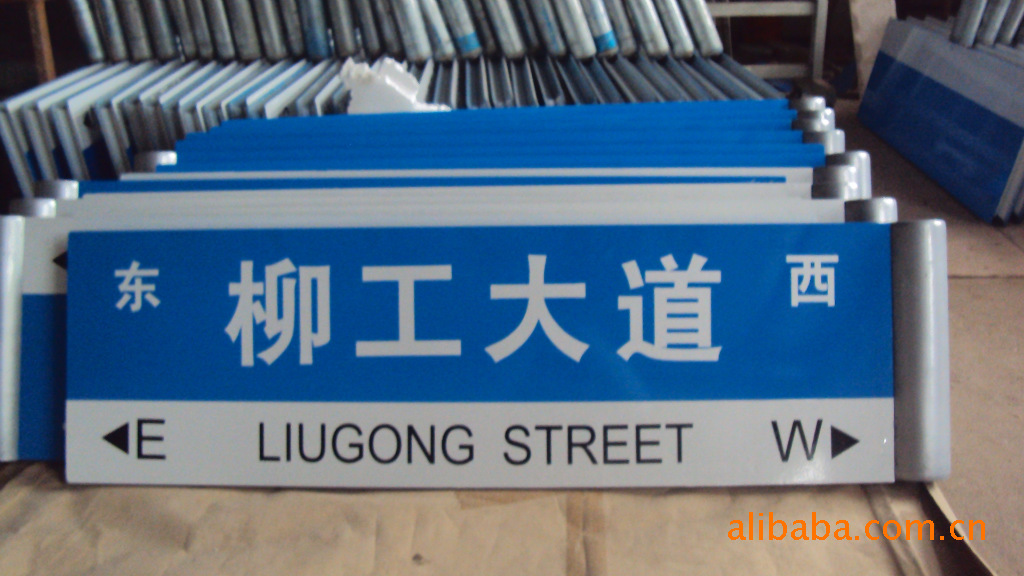 东 柳工大道 西
◀E LIUGONG STREET W▶
alibaba.com.cn